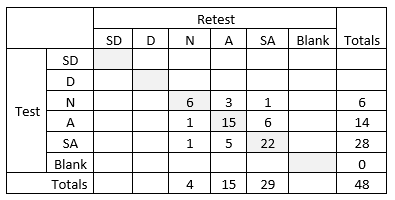 Retest
SD D N A SA Blank Totals
Test
SD
D
N 6 3 1 6
A 1 15 6 14
SA 1 5 22 28
Blank 0
Totals 4 15 29 48